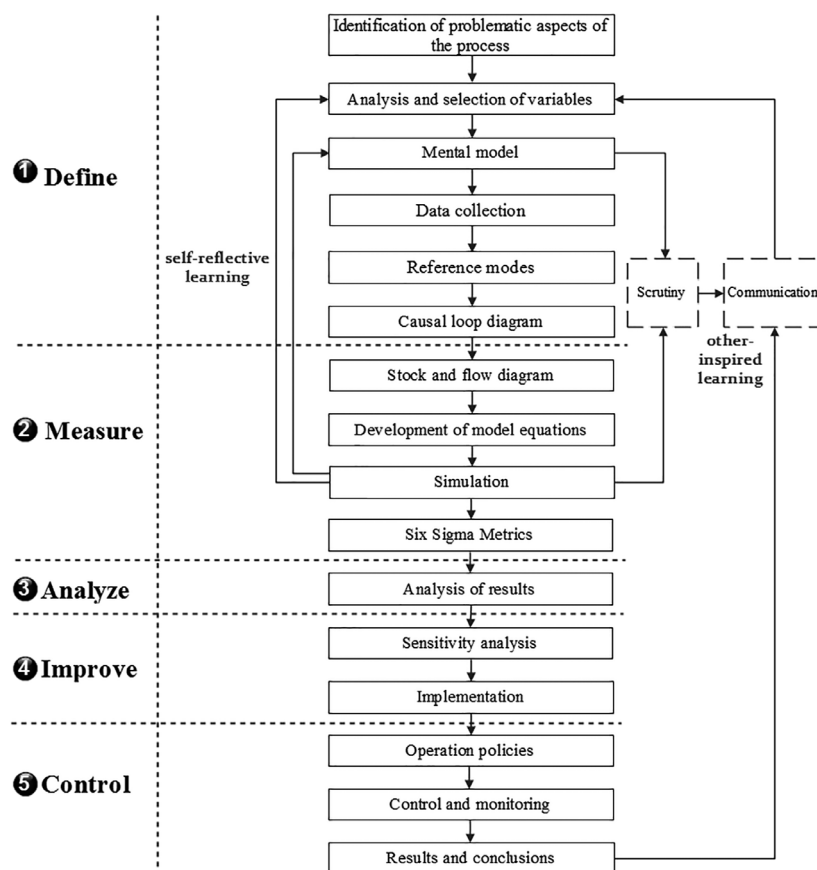 Identification of problematic aspects of
the process
Analysis and selection of variables
❶ Define
Mental model
Data collection
self-reflective
learning
Reference modes
Scrutiny
Communication
Causal loop diagram
other-
inspired
learning
Stock and flow diagram
❷ Measure
Development of model equations
Simulation
Six Sigma Metrics
❸ Analyze
Analysis of results
Sensitivity analysis
❹ Improve
Implementation
Operation policies
❺ Control
Control and monitoring
Results and conclusions